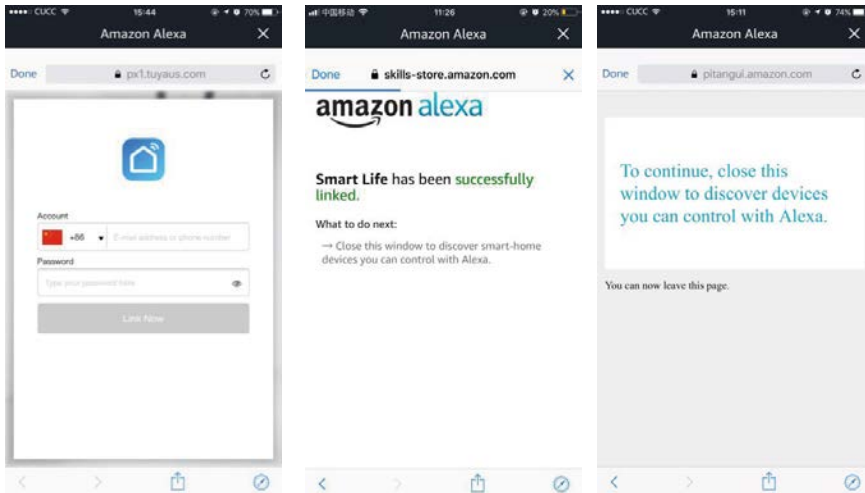 CUCC 15:44 70%
Amazon Alexa
Done px1.tuyaus.com
Account
+86 E-mail address or phone number
Password
Type your password here
Link Now
中国移动 11:26 20%
Amazon Alexa
Done skills-store.amazon.com
amazon alexa
Smart Life has been successfully
linked.
What to do next:
→ Close this window to discover smart-home
devices you can control with Alexa.
CUCC 15:11 74%
Amazon Alexa
Done pitangui.amazon.com
To continue, close this
window to discover devices
you can control with Alexa.
You can now leave this page.